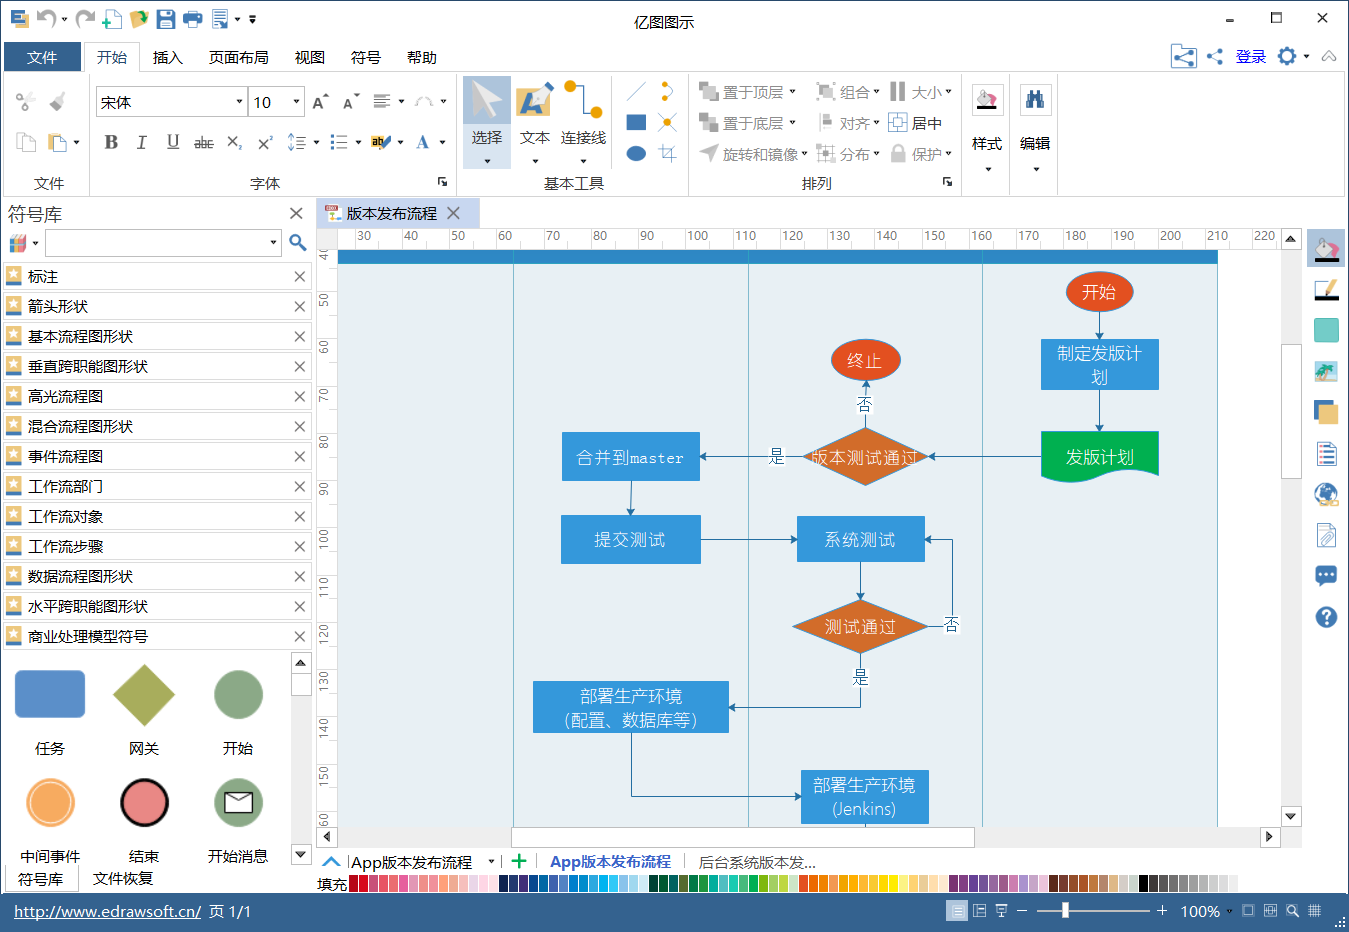 亿图图示
文件 开始 插入 页面布局 视图 符号 帮助 登录
宋体 10
置于顶层 组合 大小
置于底层 对齐 居中
旋转和镜像 分布 保护
选择 文本 连接线 样式 编辑
B I U abc X₂ X² ab A
文件 字体 基本工具 排列
符号库
版本发布流程
30 40 50 60 70 80 90 100 110 120 130 140 150 160 170 180 190 200 210 220
50
60
70
80
90
100
110
120
130
140
150
标注
箭头形状
基本流程图形状
垂直跨职能图形状
高光流程图
混合流程图形状
事件流程图
工作流部门
工作流对象
工作流步骤
数据流程图形状
水平跨职能图形状
商业处理模型符号
任务 网关 开始
中间事件 结束 开始消息
符号库 文件恢复
开始
制定发版计
划
发版计划
终止
否
版本测试通过
是
合并到master
提交测试
系统测试
测试通过
否
是
部署生产环境
（配置、数据库等）
部署生产环境
(Jenkins)
App版本发布流程 App版本发布流程 后台系统版本发...
填充
http://www.edrawsoft.cn/ 页 1/1 100%